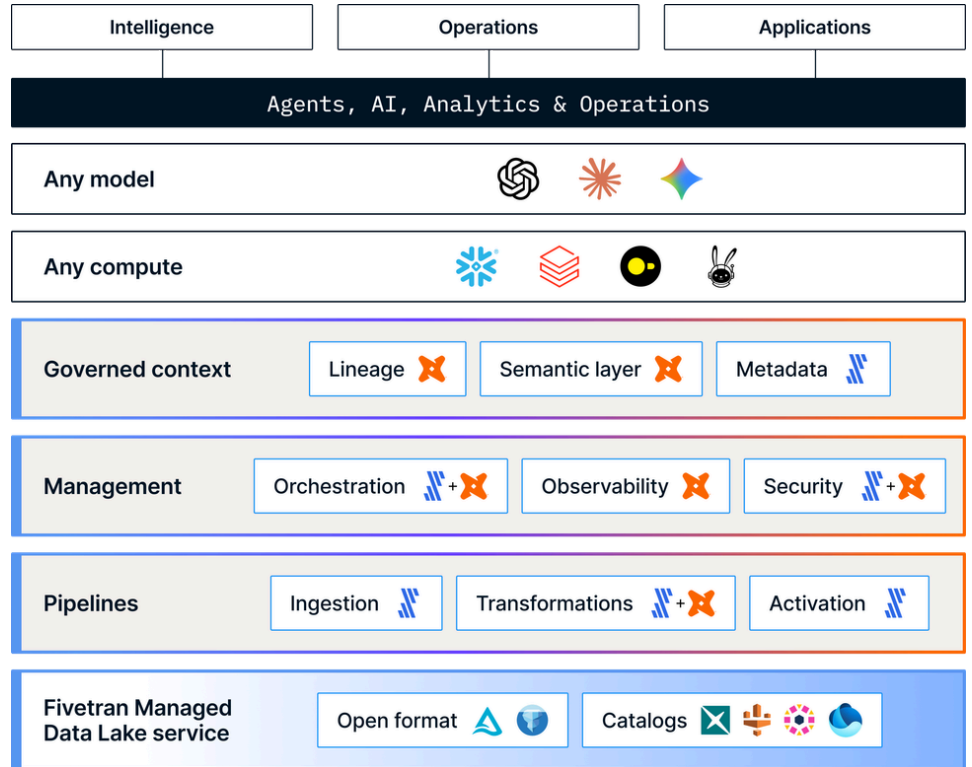 Intelligence
Operations
Applications
Agents, AI, Analytics & Operations
Any model
Any compute
Governed context
Lineage
Semantic layer
Metadata
Management
Orchestration +
Observability
Security +
Pipelines
Ingestion
Transformations +
Activation
Fivetran Managed
Data Lake service
Open format
Catalogs